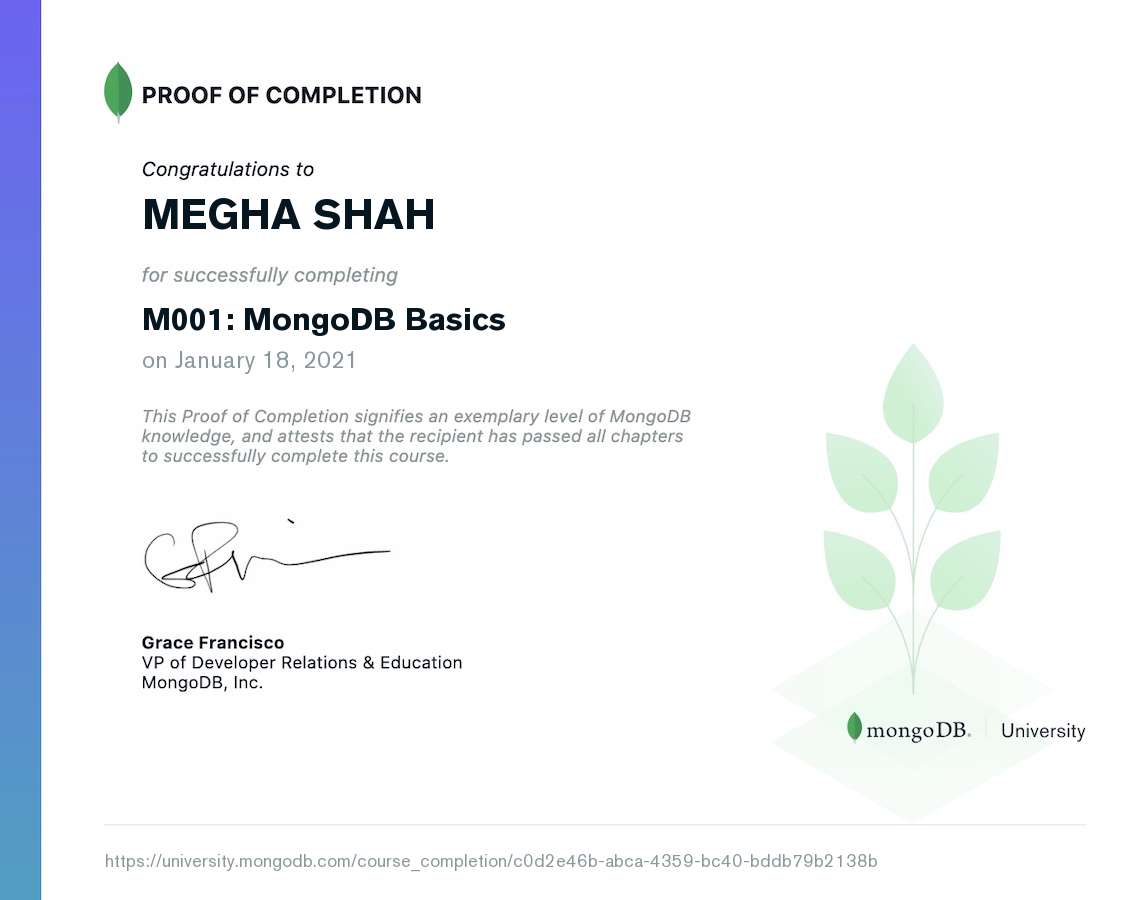 PROOF OF COMPLETION
Congratulations to
MEGHA SHAH
for successfully completing
M001: MongoDB Basics
on January 18, 2021
This Proof of Completion signifies an exemplary level of MongoDB
knowledge, and attests that the recipient has passed all chapters
to successfully complete this course.
Grace Francisco
VP of Developer Relations & Education
MongoDB, Inc.
mongoDB. University
https://university.mongodb.com/course_completion/c0d2e46b-abca-4359-bc40-bddb79b2138b